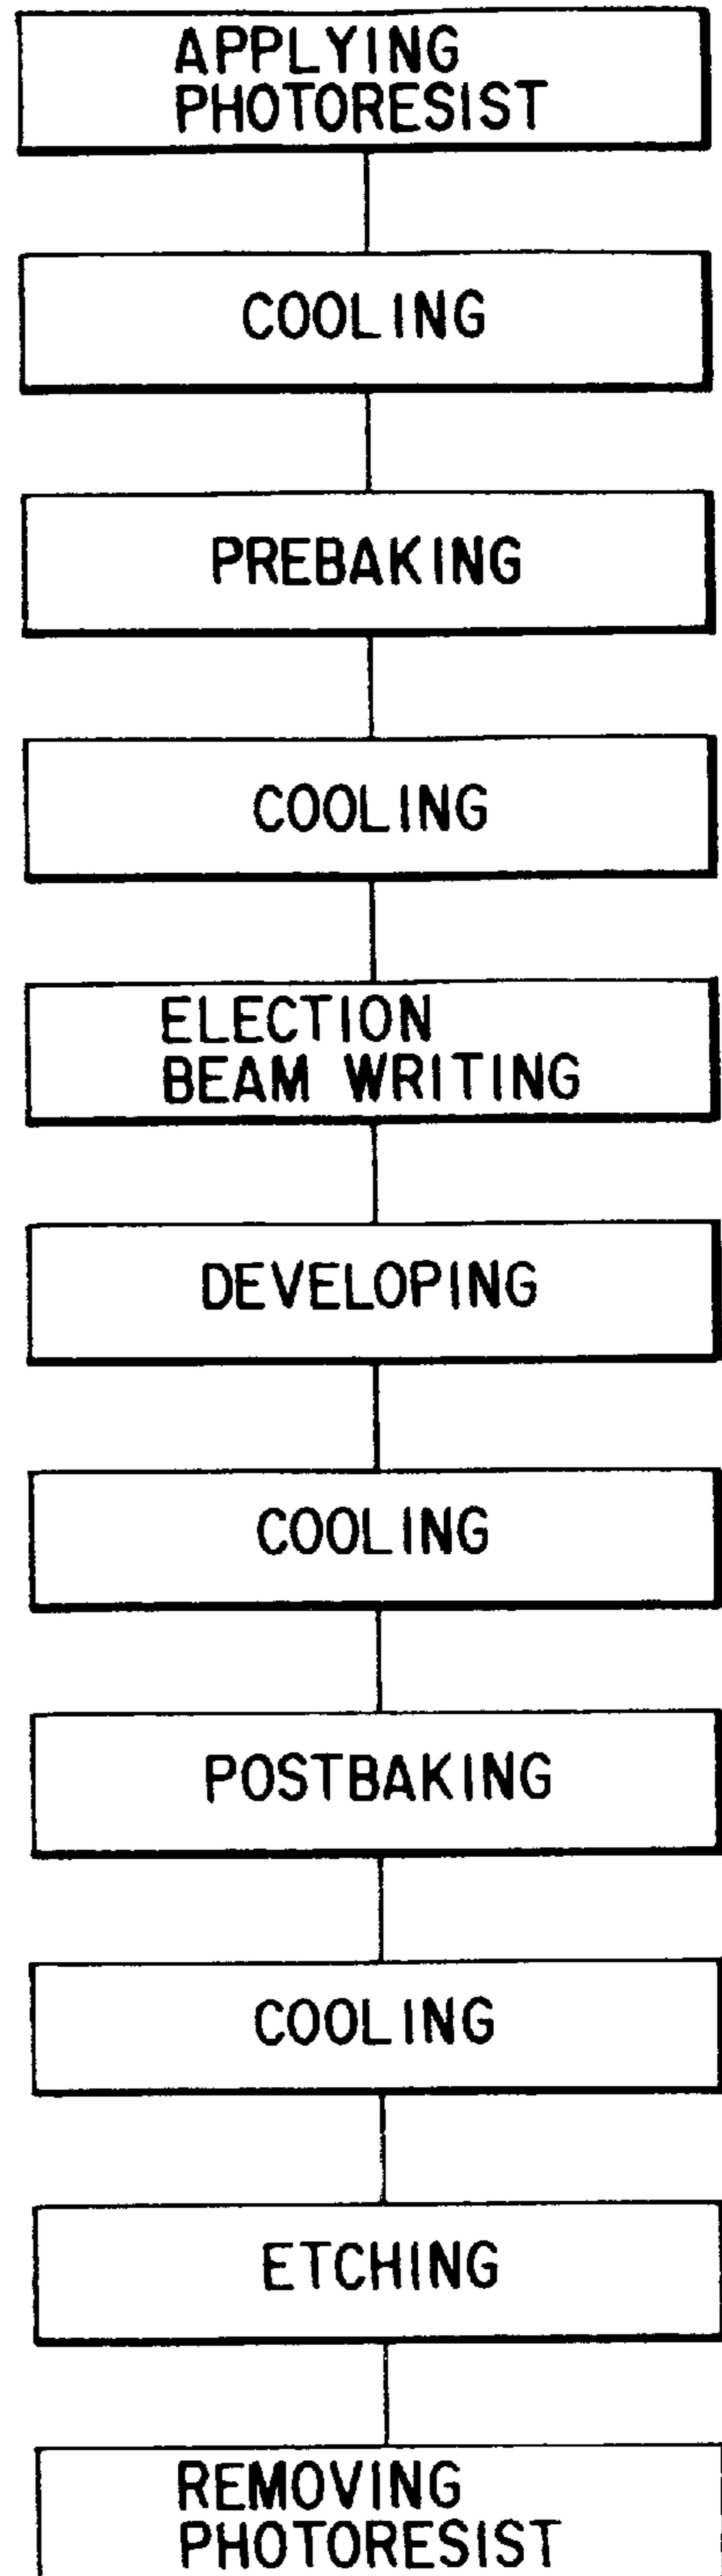 APPLYING
PHOTORESIST
COOLING
PREBAKING
COOLING
ELECTION
BEAM WRITING
DEVELOPING
COOLING
POSTBAKING
COOLING
ETCHING
REMOVING
PHOTORESIST